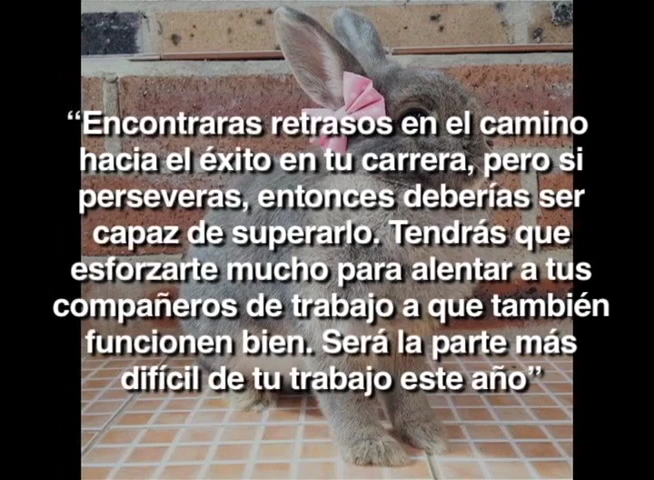 “Encontraras retrasos en el camino
hacia el éxito en tu carrera, pero si
perseveras, entonces deberías ser
capaz de superarlo. Tendrás que
esforzarte mucho para alentar a tus
compañeros de trabajo a que también
funcionen bien. Será la parte más
difícil de tu trabajo este año”